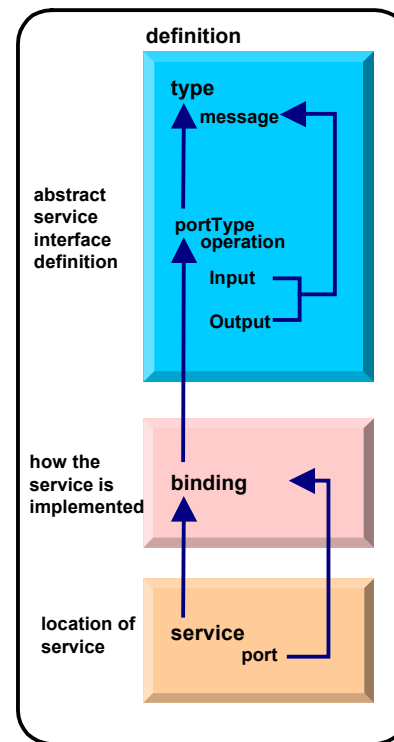 definition
type
message
abstract
service
interface
definition
portType
operation
Input
Output
how the
service is
implemented
binding
location of
service
service
port